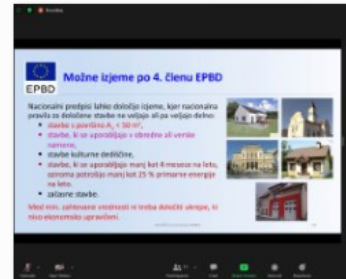 Možne izjeme po 4. členu EPBD
EPBD
Nacionalni predpisi lahko določijo izjeme, kjer nacionalna
pravila za določene stavbe ne veljajo ali pa veljajo delno:
• stavbe s površino A < 50 m²,
• stavbe, ki se uporabljajo v obredne ali verske
namene,
• stavbe kulturne dediščine,
• stavbe, ki se uporabljajo manj kot 4 mesece na leto,
oziroma potrošijo manj kot 25 % primarne energije
na leto.
• začasne stavbe.
Med min. zahtevane vrednosti ni treba določiti ukrepe, ki
niso ekonomsko upravičeni.